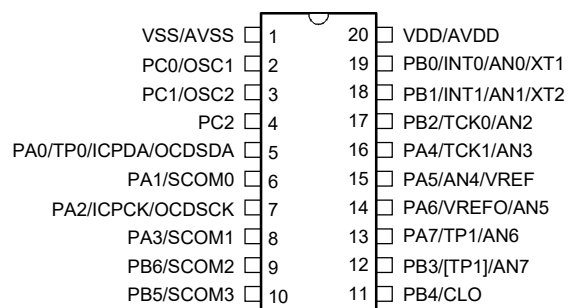 VSS/AVSS 1 20 VDD/AVDD
PC0/OSC1 2 19 PB0/INT0/AN0/XT1
PC1/OSC2 3 18 PB1/INT1/AN1/XT2
PC2 4 17 PB2/TCK0/AN2
PA0/TP0/ICPDA/OCDSDA 5 16 PA4/TCK1/AN3
PA1/SCOM0 6 15 PA5/AN4/VREF
PA2/ICPCK/OCDSCK 7 14 PA6/VREFO/AN5
PA3/SCOM1 8 13 PA7/TP1/AN6
PB6/SCOM2 9 12 PB3/[TP1]/AN7
PB5/SCOM3 10 11 PB4/CLO